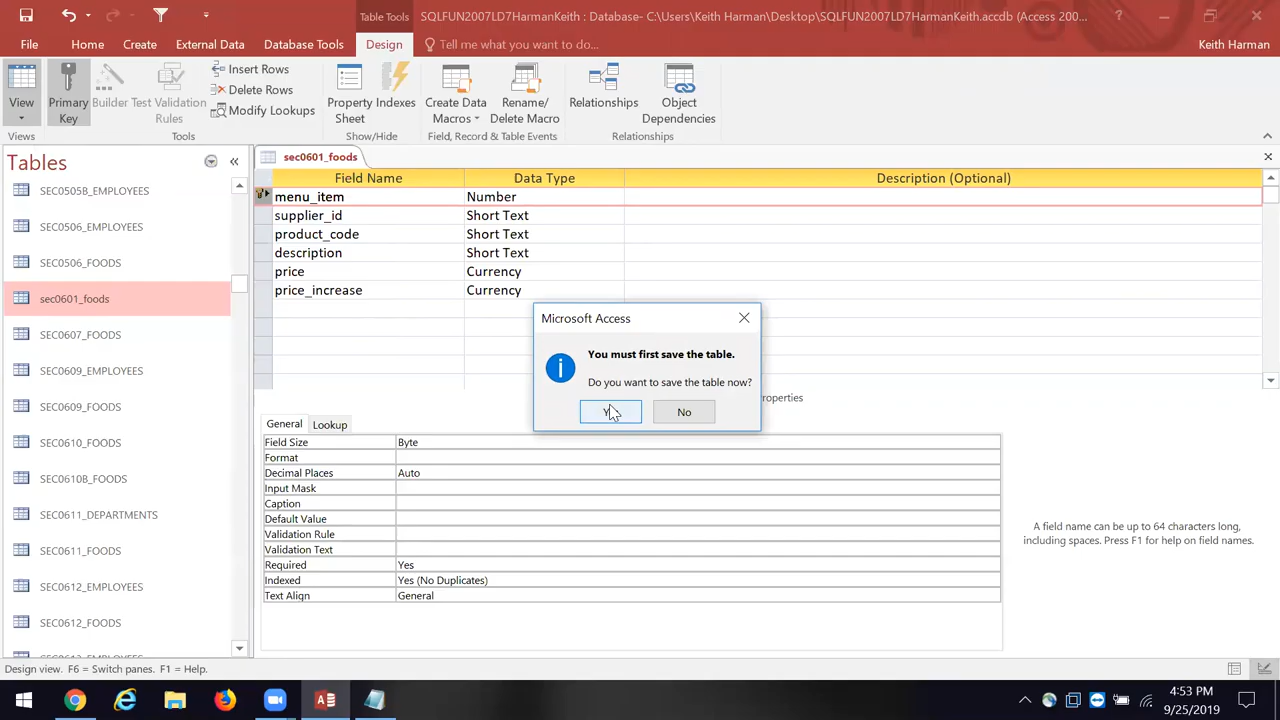 Table Tools
SQLFUN2007LD7HarmanKeith : Database- C:\Users\Keith Harman\Desktop\SQLFUN2007LD7HarmanKeith.accdb (Access 200...
File Home Create External Data Database Tools Design Tell me what you want to do... Keith Harman
View
Primary Key
Builder
Test Validation Rules
Insert Rows
Delete Rows
Modify Lookups
Property Sheet
Indexes
Create Data Macros
Rename/ Delete Macro
Relationships
Object Dependencies
Views Tools Show/Hide Field, Record & Table Events Relationships
Tables
SEC0505B_EMPLOYEES
SEC0506_EMPLOYEES
SEC0506_FOODS
sec0601_foods
SEC0607_FOODS
SEC0609_EMPLOYEES
SEC0609_FOODS
SEC0610_FOODS
SEC0610B_FOODS
SEC0611_DEPARTMENTS
SEC0611_FOODS
SEC0612_EMPLOYEES
SEC0612_FOODS
sec0601_foods
Field Name Data Type Description (Optional)
menu_item Number
supplier_id Short Text
product_code Short Text
description Short Text
price Currency
price_increase Currency
Microsoft Access
You must first save the table.
Do you want to save the table now?
No
roperties
General Lookup
Field Size Byte
Format
Decimal Places Auto
Input Mask
Caption
Default Value
Validation Rule
Validation Text
Required Yes
Indexed Yes (No Duplicates)
Text Align General
A field name can be up to 64 characters long,
including spaces. Press F1 for help on field names.
Design view. F6 = Switch panes. F1 = Help.
4:53 PM
9/25/2019